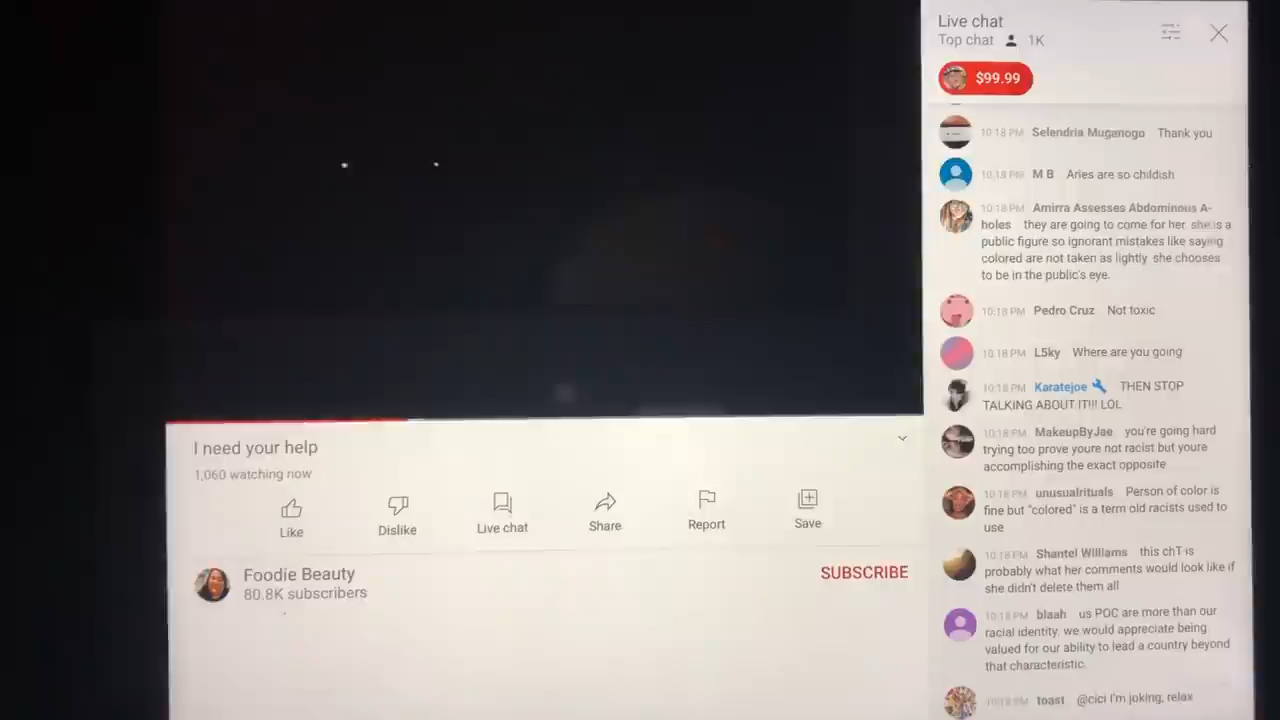 Live chat
Top chat 1K
$99.99
10:18 PM Selendria Muganogo Thank you
10:18 PM M B Aries are so childish
10:18 PM Amirra Assesses Abdominous A-
holes they are going to come for her. she is a
public figure so ignorant mistakes like saying
colored are not taken as lightly she chooses
to be in the public's eye.
10:18 PM Pedro Cruz Not toxic
10:18 PM L5ky Where are you going
10:18 PM Karatejoe THEN STOP
TALKING ABOUT IT!!! LOL
10:18 PM MakeupByJae you're going hard
trying too prove youre not racist but youre
accomplishing the exact opposite
10:18 PM unusualrituals Person of color is
fine but "colored" is a term old racists used to
use
10:18 PM Shantel Williams this chT is
probably what her comments would look like if
she didn't delete them all
10:18 PM blaah us POC are more than our
racial identity. we would appreciate being
valued for our ability to lead a country beyond
that characteristic.
10:18 PM toast @cici I'm joking, relax
I need your help
1,060 watching now
Like
Dislike
Live chat
Share
Report
Save
Foodie Beauty
80.8K subscribers
SUBSCRIBE